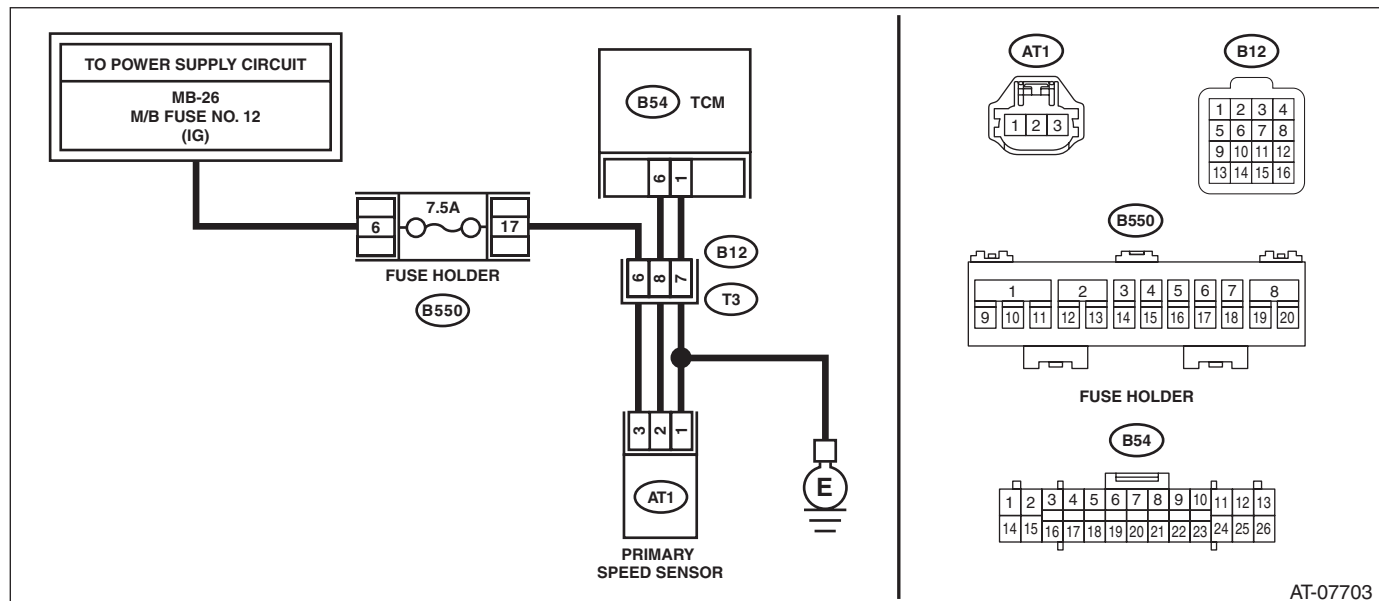 TO POWER SUPPLY CIRCUIT
MB-26
M/B FUSE NO. 12
(IG)
B54 TCM
6 1
6 7.5A 17
FUSE HOLDER
B550
6 8 7
B12
T3
3 2 1
AT1
PRIMARY
SPEED SENSOR
E
AT1
1 2 3
B12
1 2 3 4
5 6 7 8
9 10 11 12
13 14 15 16
B550
1 2 3 4 5 6 7 8
9 10 11 12 13 14 15 16 17 18 19 20
FUSE HOLDER
B54
1 2 3 4 5 6 7 8 9 10 11 12 13
14 15 16 17 18 19 20 21 22 23 24 25 26
AT-07703